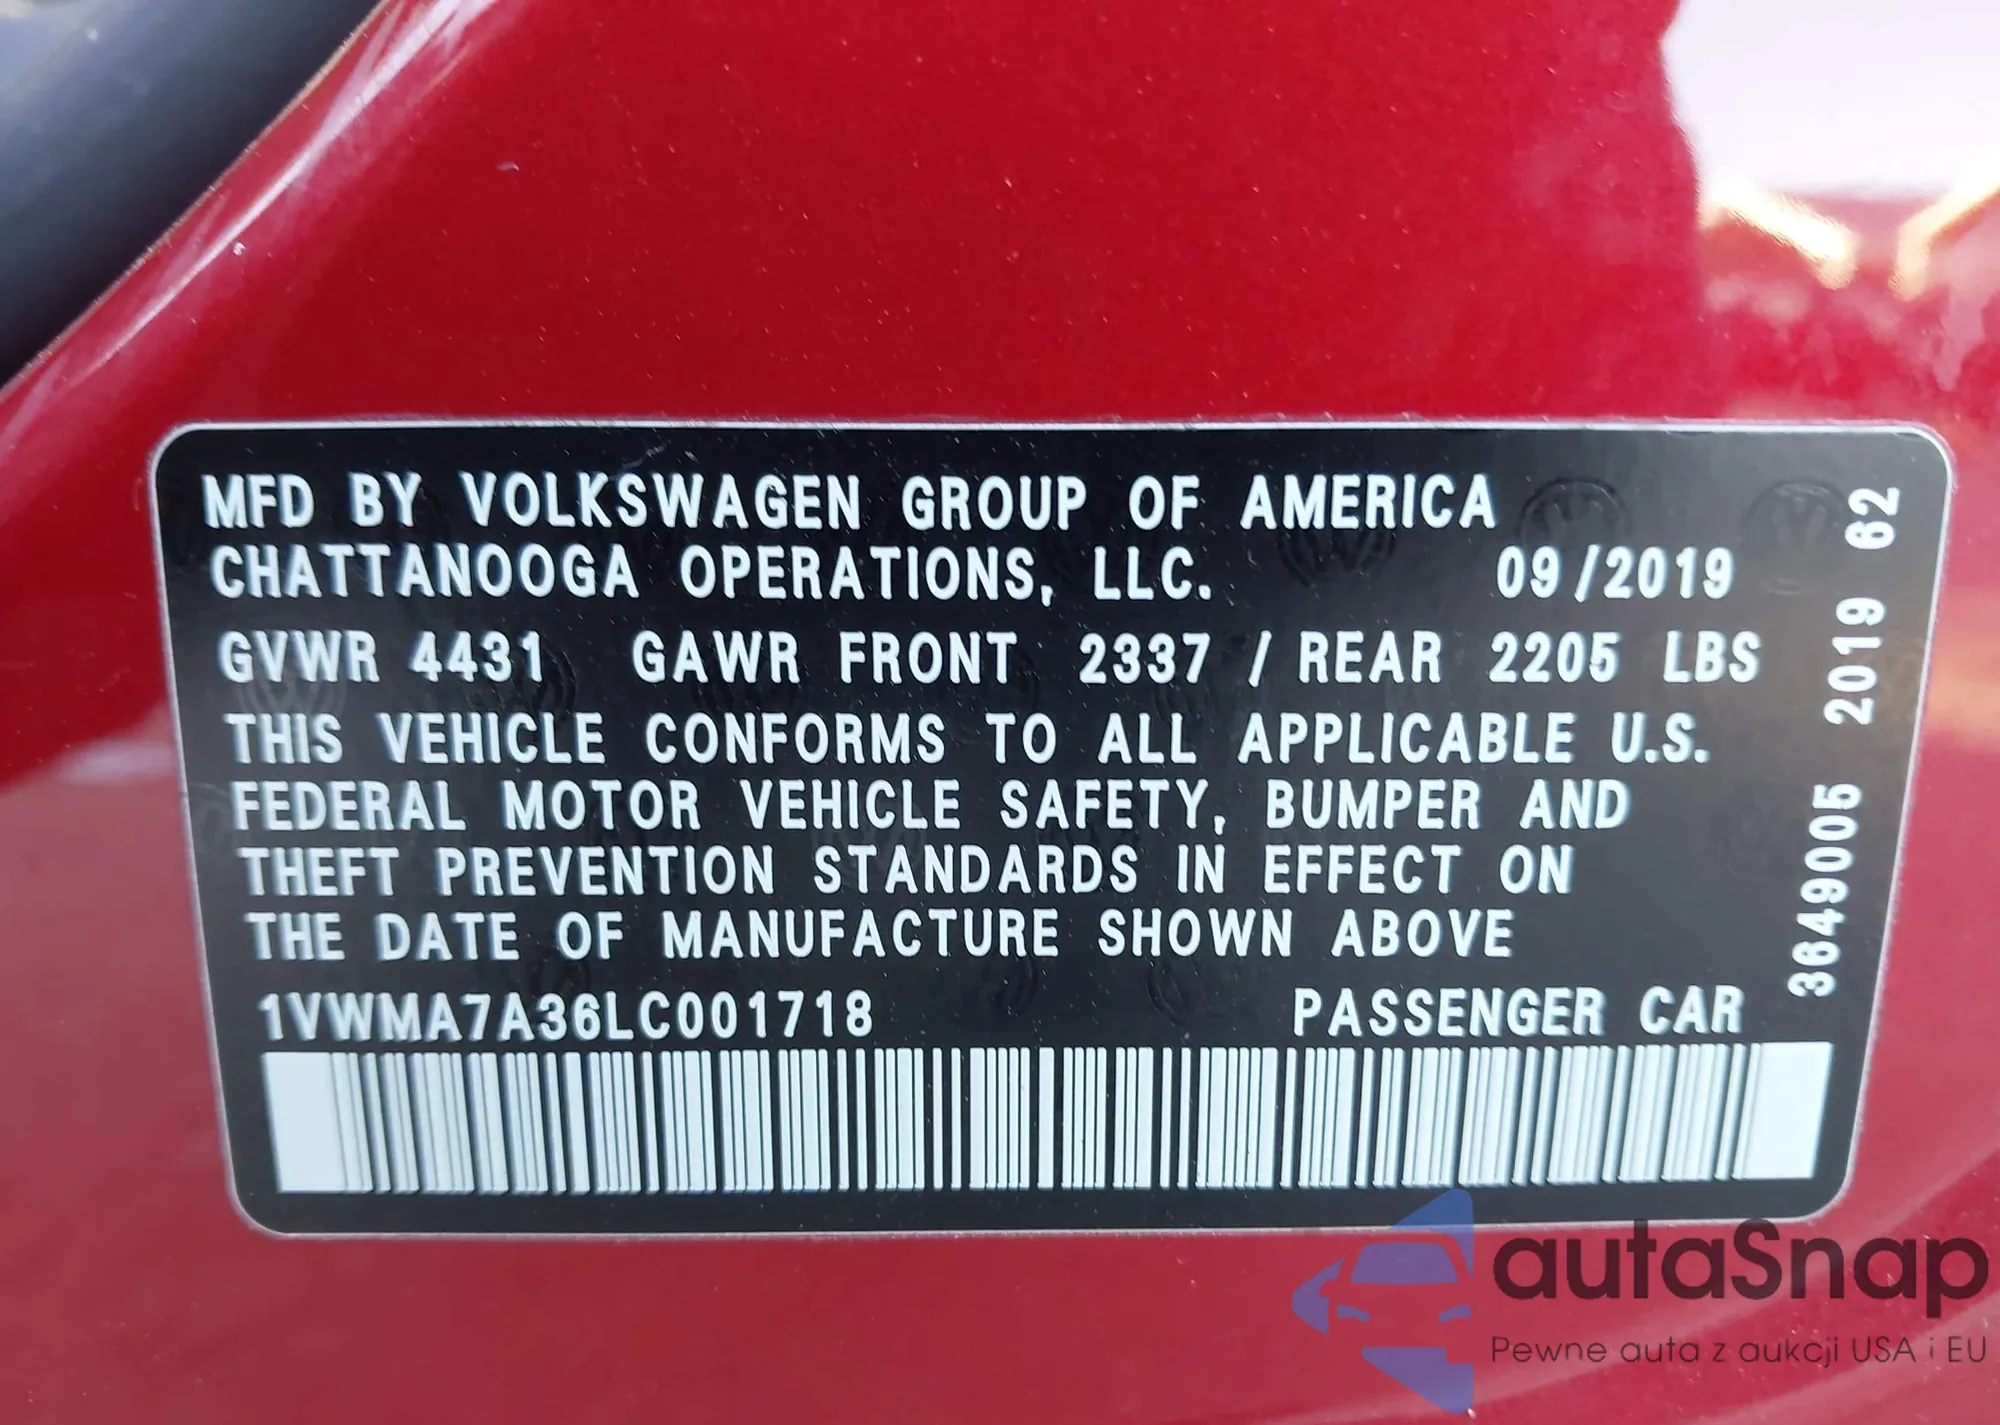 MFD BY VOLKSWAGEN GROUP OF AMERICA
CHATTANOOGA OPERATIONS, LLC. 09/2019
GVWR 4431 GAWR FRONT 2337 / REAR 2205 LBS
THIS VEHICLE CONFORMS TO ALL APPLICABLE U.S.
FEDERAL MOTOR VEHICLE SAFETY, BUMPER AND
THEFT PREVENTION STANDARDS IN EFFECT ON
THE DATE OF MANUFACTURE SHOWN ABOVE
1VWMA7A36LC001718 PASSENGER CAR
3649005 2019 62
autaSnap
Pewne auta z aukcji USA i EU